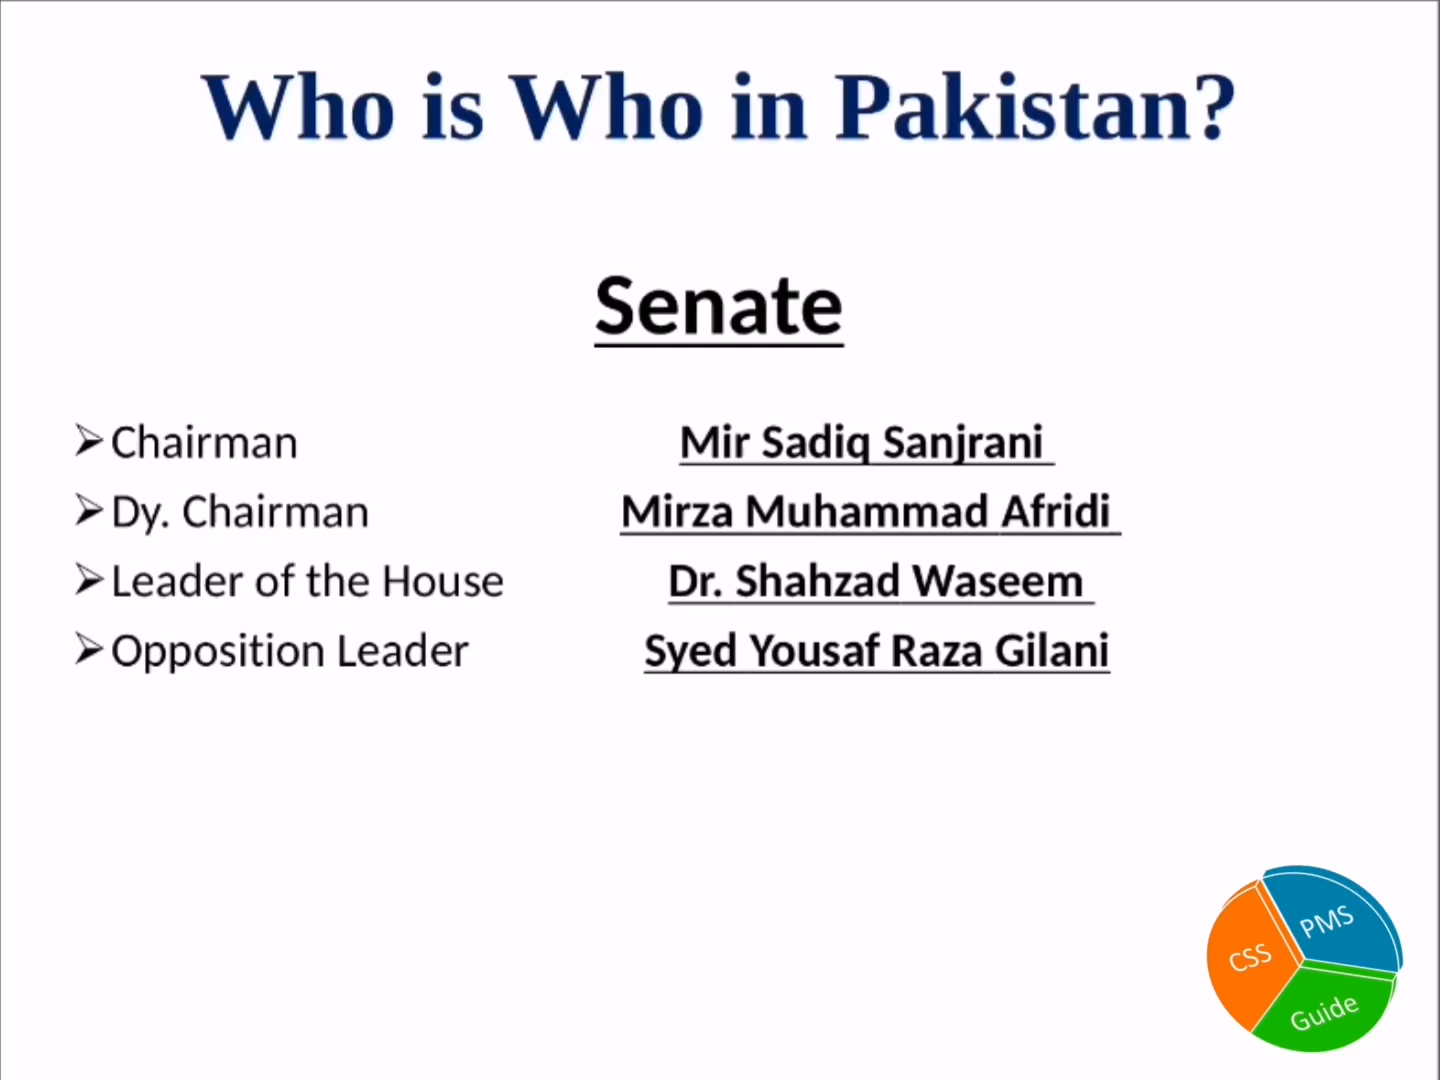 Who is Who in Pakistan?
Senate
➢Chairman Mir Sadiq Sanjrani
➢Dy. Chairman Mirza Muhammad Afridi
➢Leader of the House Dr. Shahzad Waseem
➢Opposition Leader Syed Yousaf Raza Gilani
PMS
CSS
Guide